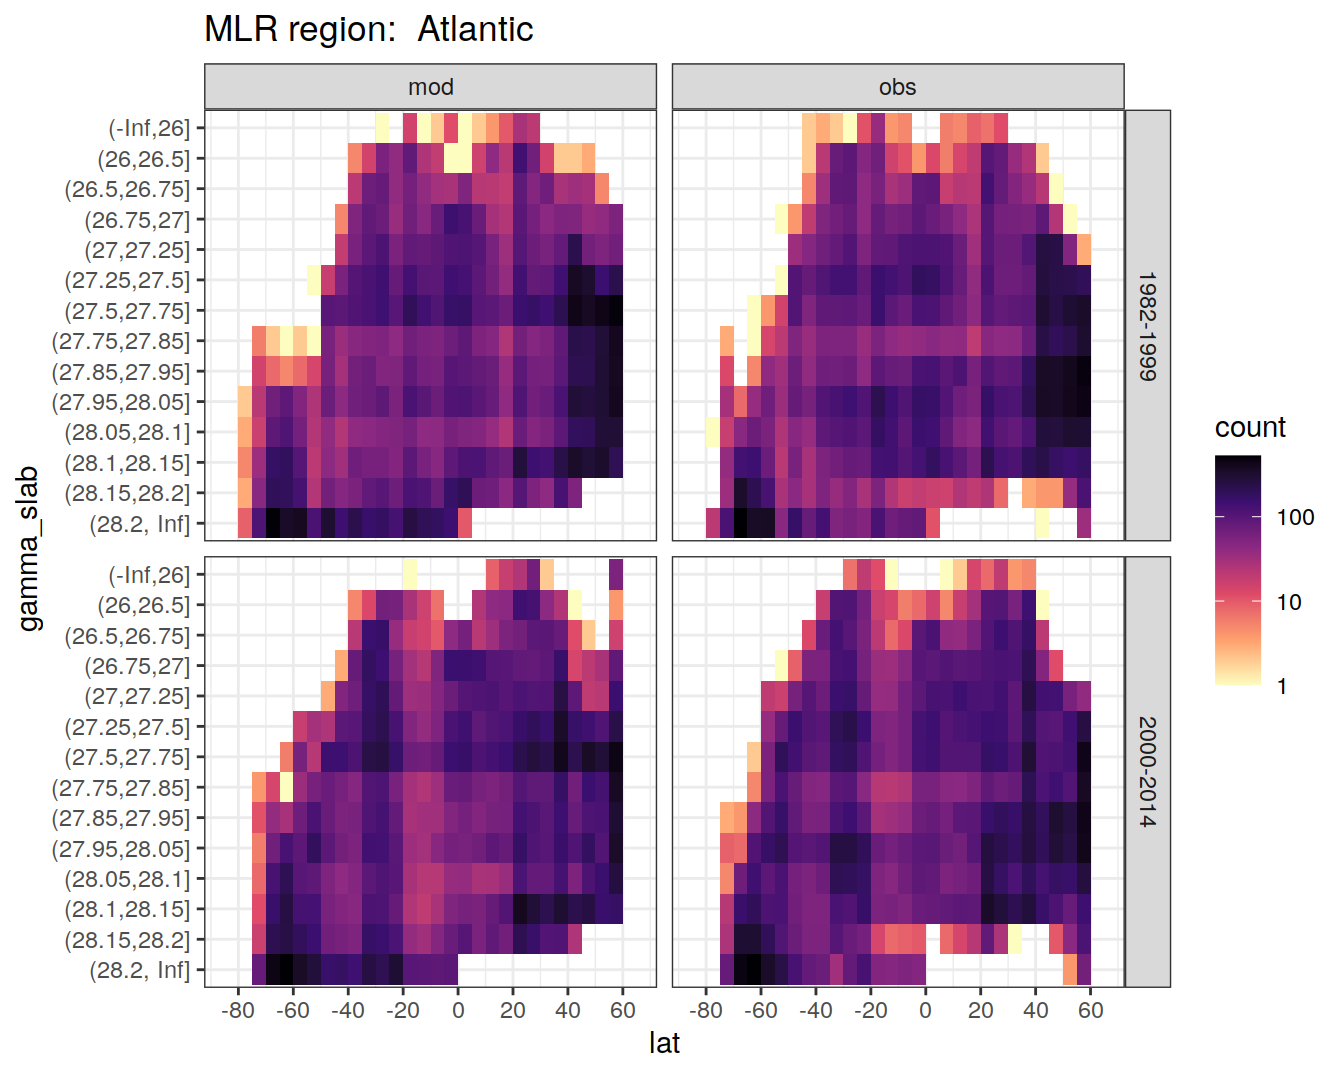 MLR region:  Atlantic
mod
obs
(-Inf,26]
(26,26.5]
(26.5,26.75]
(26.75,27]
(27,27.25]
(27.25,27.5]
(27.5,27.75]
(27.75,27.85]
(27.85,27.95]
(27.95,28.05]
(28.05,28.1]
(28.1,28.15]
(28.15,28.2]
(28.2, Inf]
1982-1999
(-Inf,26]
(26,26.5]
(26.5,26.75]
(26.75,27]
(27,27.25]
(27.25,27.5]
(27.5,27.75]
(27.75,27.85]
(27.85,27.95]
(27.95,28.05]
(28.05,28.1]
(28.1,28.15]
(28.15,28.2]
(28.2, Inf]
2000-2014
gamma_slab
-80 -60 -40 -20 0 20 40 60
-80 -60 -40 -20 0 20 40 60
lat
count
100
10
1